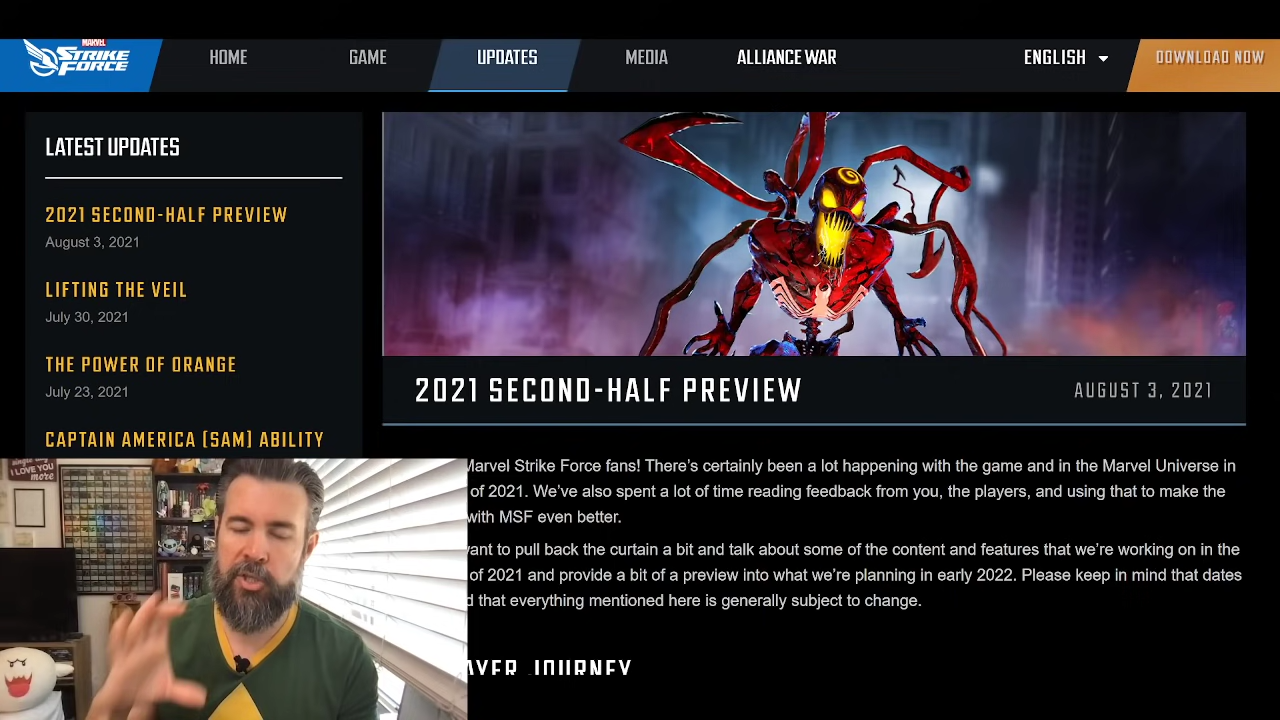 MARVEL
STRIKE
FORCE
HOME
GAME
UPDATES
MEDIA
ALLIANCE WAR
ENGLISH
DOWNLOAD NOW
LATEST UPDATES
2021 SECOND-HALF PREVIEW
August 3, 2021
LIFTING THE VEIL
July 30, 2021
THE POWER OF ORANGE
July 23, 2021
CAPTAIN AMERICA [SAM] ABILITY
2021 SECOND-HALF PREVIEW
AUGUST 3, 2021
Marvel Strike Force fans! There's certainly been a lot happening with the game and in the Marvel Universe in
of 2021. We've also spent a lot of time reading feedback from you, the players, and using that to make the
with MSF even better.
want to pull back the curtain a bit and talk about some of the content and features that we're working on in the
of 2021 and provide a bit of a preview into what we're planning in early 2022. Please keep in mind that dates
that everything mentioned here is generally subject to change.
JOURNEY
I LOVE YOU
more